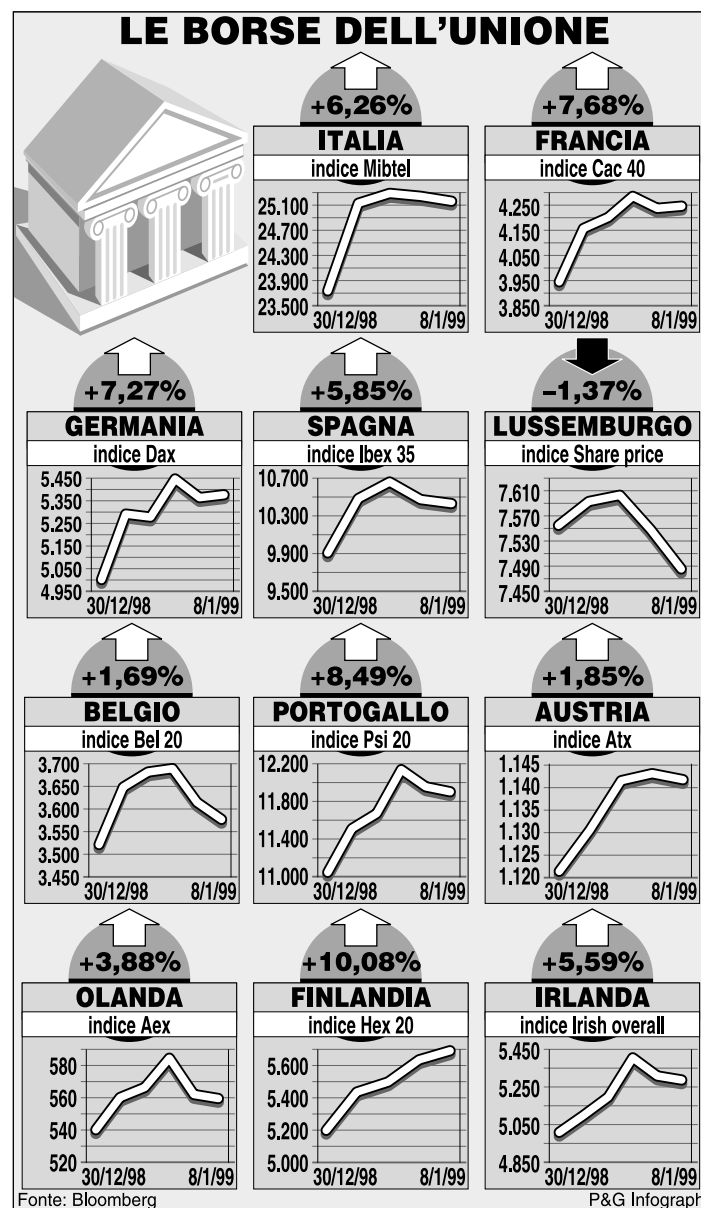 LE BORSE DELL'UNIONE
+6,26%
ITALIA
indice Mibtel
25.100
24.700
24.300
23.900
23.500
30/12/98 8/1/99
+7,68%
FRANCIA
indice Cac 40
4.250
4.150
4.050
3.950
3.850
30/12/98 8/1/99
+7,27%
GERMANIA
indice Dax
5.450
5.350
5.250
5.150
5.050
4.950
30/12/98 8/1/99
+5,85%
SPAGNA
indice Ibex 35
10.700
10.300
9.900
9.500
30/12/98 8/1/99
–1,37%
LUSSEMBURGO
indice Share price
7.610
7.570
7.530
7.490
7.450
30/12/98 8/1/99
+1,69%
BELGIO
indice Bel 20
3.700
3.650
3.600
3.550
3.500
3.450
30/12/98 8/1/99
+8,49%
PORTOGALLO
indice Psi 20
12.200
11.800
11.400
11.000
30/12/98 8/1/99
+1,85%
AUSTRIA
indice Atx
1.145
1.140
1.130
1.125
1.120
30/12/98 8/1/99
+3,88%
OLANDA
indice Aex
580
560
540
520
30/12/98 8/1/99
+10,08%
FINLANDIA
indice Hex 20
5.600
5.400
5.200
5.000
30/12/98 8/1/99
+5,59%
IRLANDA
indice Irish overall
5.450
5.250
5.050
4.850
30/12/98 8/1/99
Fonte: Bloomberg
P&G Infograph